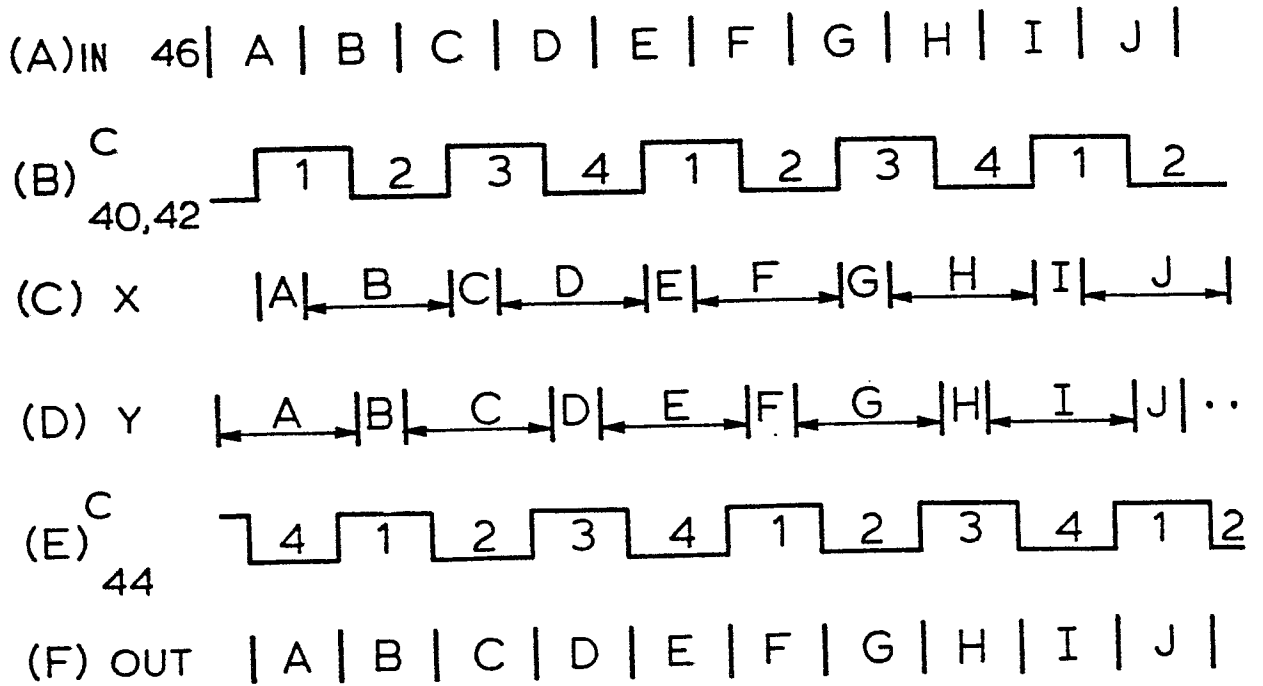 (A) IN 46| A | B | C | D | E | F | G | H | I | J |
(B) C 40,42 1 2 3 4 1 2 3 4 1 2
(C) X |A| B |C| D |E| F |G| H |I| J |
(D) Y | A |B| C |D| E |F| G |H| I |J| ··
(E) C 44 4 1 2 3 4 1 2 3 4 1 2
(F) OUT | A | B | C | D | E | F | G | H | I | J |